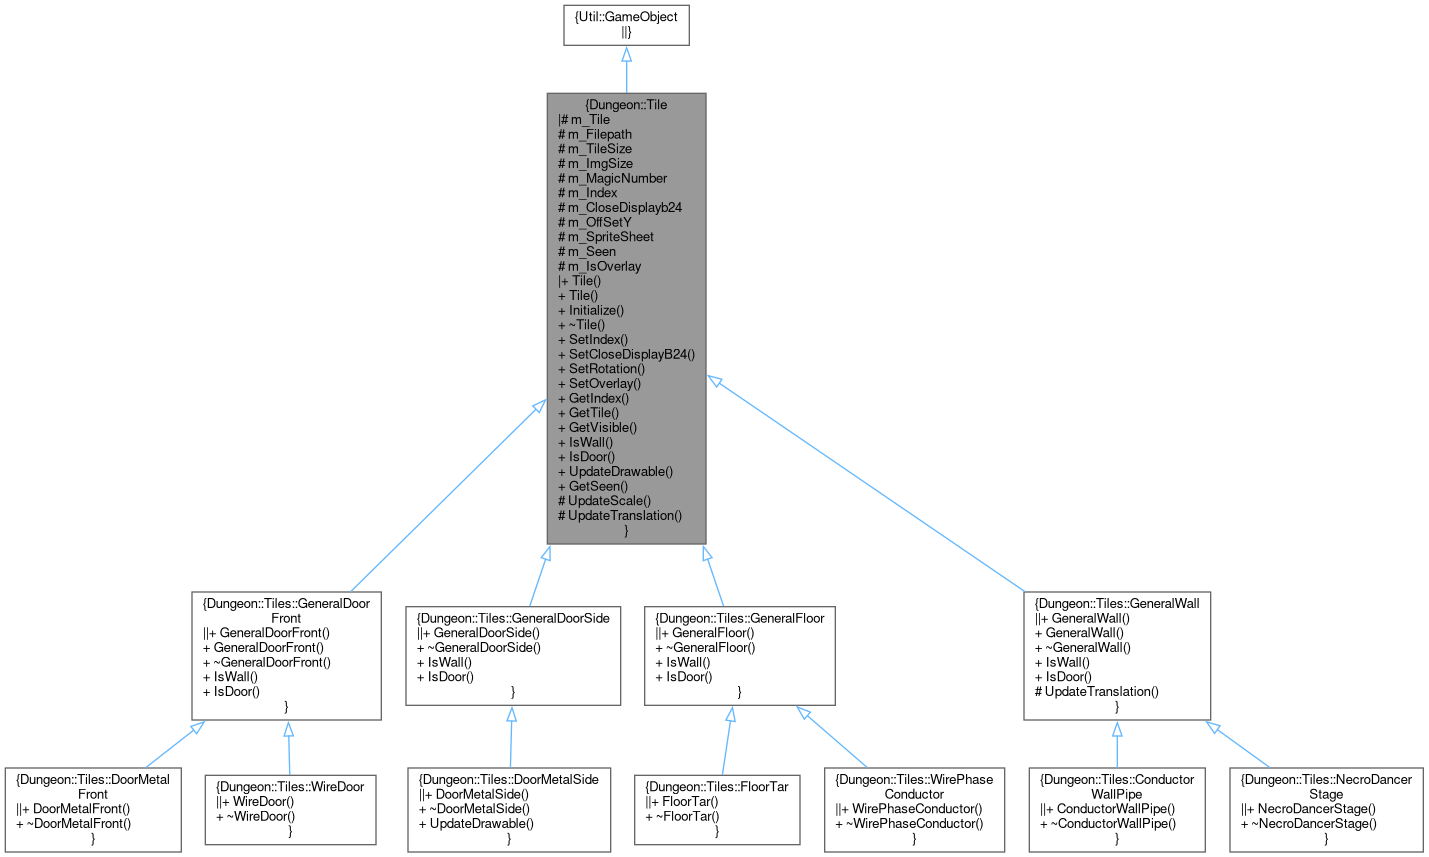 {Util::GameObject
||}
{Dungeon::Tile
|# m_Tile
# m_Filepath
# m_TileSize
# m_ImgSize
# m_MagicNumber
# m_Index
# m_CloseDisplayb24
# m_OffSetY
# m_SpriteSheet
# m_Seen
# m_IsOverlay
|+ Tile()
+ Tile()
+ Initialize()
+ ~Tile()
+ SetIndex()
+ SetCloseDisplayB24()
+ SetRotation()
+ SetOverlay()
+ GetIndex()
+ GetTile()
+ GetVisible()
+ IsWall()
+ IsDoor()
+ UpdateDrawable()
+ GetSeen()
# UpdateScale()
# UpdateTranslation()
}
{Dungeon::Tiles::GeneralDoor
Front
||+ GeneralDoorFront()
+ GeneralDoorFront()
+ ~GeneralDoorFront()
+ IsWall()
+ IsDoor()
}
{Dungeon::Tiles::GeneralDoorSide
||+ GeneralDoorSide()
+ ~GeneralDoorSide()
+ IsWall()
+ IsDoor()
}
{Dungeon::Tiles::GeneralFloor
||+ GeneralFloor()
+ ~GeneralFloor()
+ IsWall()
+ IsDoor()
}
{Dungeon::Tiles::GeneralWall
||+ GeneralWall()
+ GeneralWall()
+ ~GeneralWall()
+ IsWall()
+ IsDoor()
# UpdateTranslation()
}
{Dungeon::Tiles::DoorMetal
Front
||+ DoorMetalFront()
+ ~DoorMetalFront()
}
{Dungeon::Tiles::WireDoor
||+ WireDoor()
+ ~WireDoor()
}
{Dungeon::Tiles::DoorMetalSide
||+ DoorMetalSide()
+ ~DoorMetalSide()
+ UpdateDrawable()
}
{Dungeon::Tiles::FloorTar
||+ FloorTar()
+ ~FloorTar()
}
{Dungeon::Tiles::WirePhase
Conductor
||+ WirePhaseConductor()
+ ~WirePhaseConductor()
}
{Dungeon::Tiles::Conductor
WallPipe
||+ ConductorWallPipe()
+ ~ConductorWallPipe()
}
{Dungeon::Tiles::NecroDancer
Stage
||+ NecroDancerStage()
+ ~NecroDancerStage()
}